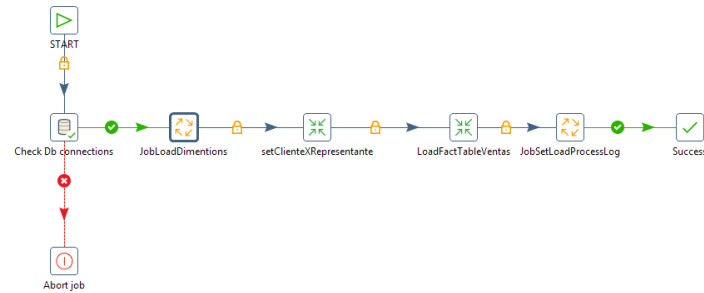 START
Check Db connections
JobLoadDimentions
setClienteXRepresentante
LoadFactTableVentas
JobSetLoadProcessLog
Success
Abort job